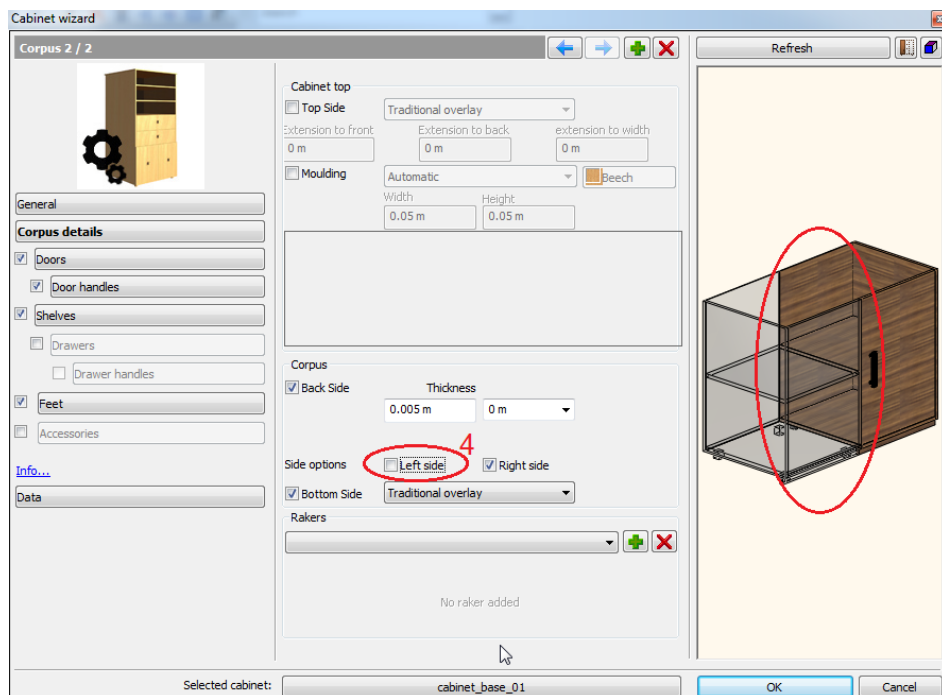 Cabinet wizard
Corpus 2 / 2
Refresh
General
Corpus details
Doors
Door handles
Shelves
Drawers
Drawer handles
Feet
Accessories
Info...
Data
Cabinet top
Top Side
Traditional overlay
Extension to front
Extension to back
extension to width
0 m
0 m
0 m
Moulding
Automatic
Beech
Width
Height
0.05 m
0.05 m
Corpus
Back Side
Thickness
0.005 m
0 m
4
Side options
Left side
Right side
Bottom Side
Traditional overlay
Rakers
No raker added
Selected cabinet:
cabinet_base_01
OK
Cancel